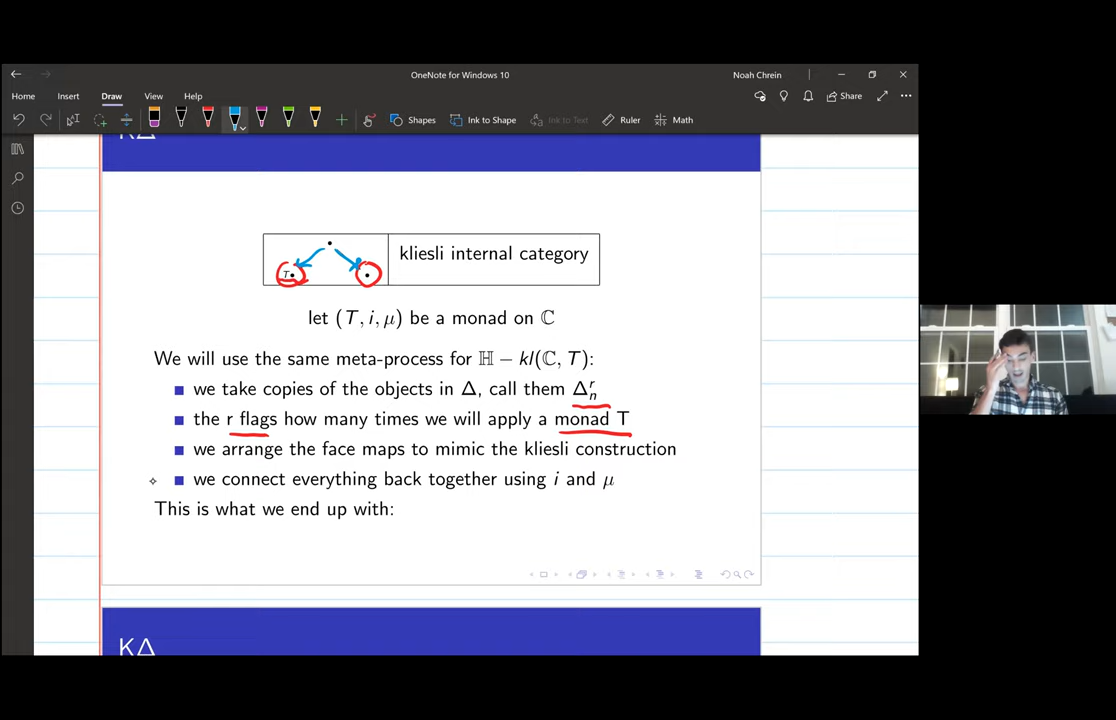 OneNote for Windows 10
Noah Chrein
Home Insert Draw View Help
Share
Shapes Ink to Shape Ink to Text Ruler Math
KΔ
T
kliesli internal category
let (T, i, μ) be a monad on ℂ
We will use the same meta-process for ℍ − kl(ℂ, T):
we take copies of the objects in Δ, call them Δₙʳ
the r flags how many times we will apply a monad T
we arrange the face maps to mimic the kliesli construction
we connect everything back together using i and μ
This is what we end up with:
KΔ